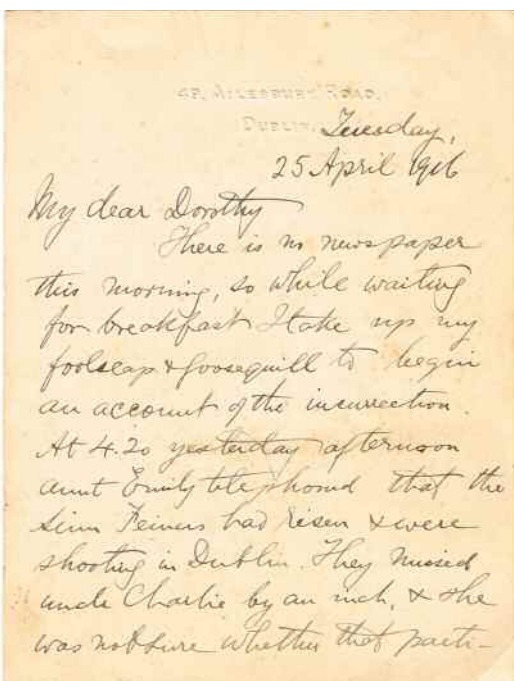 AILESBURY ROAD,
DUBLIN. Tuesday,
25 April 1916
My dear Dorothy
There is no newspaper
this morning, so while waiting
for breakfast I take up my
foolscap & goosequill to begin
an account of the insurrection.
At 4.20 yesterday afternoon
aunt Emily telephoned that the
Sinn Feiners had risen & were
shooting in Dublin. They missed
uncle Charlie by an inch, & she
was not sure whether that parti-